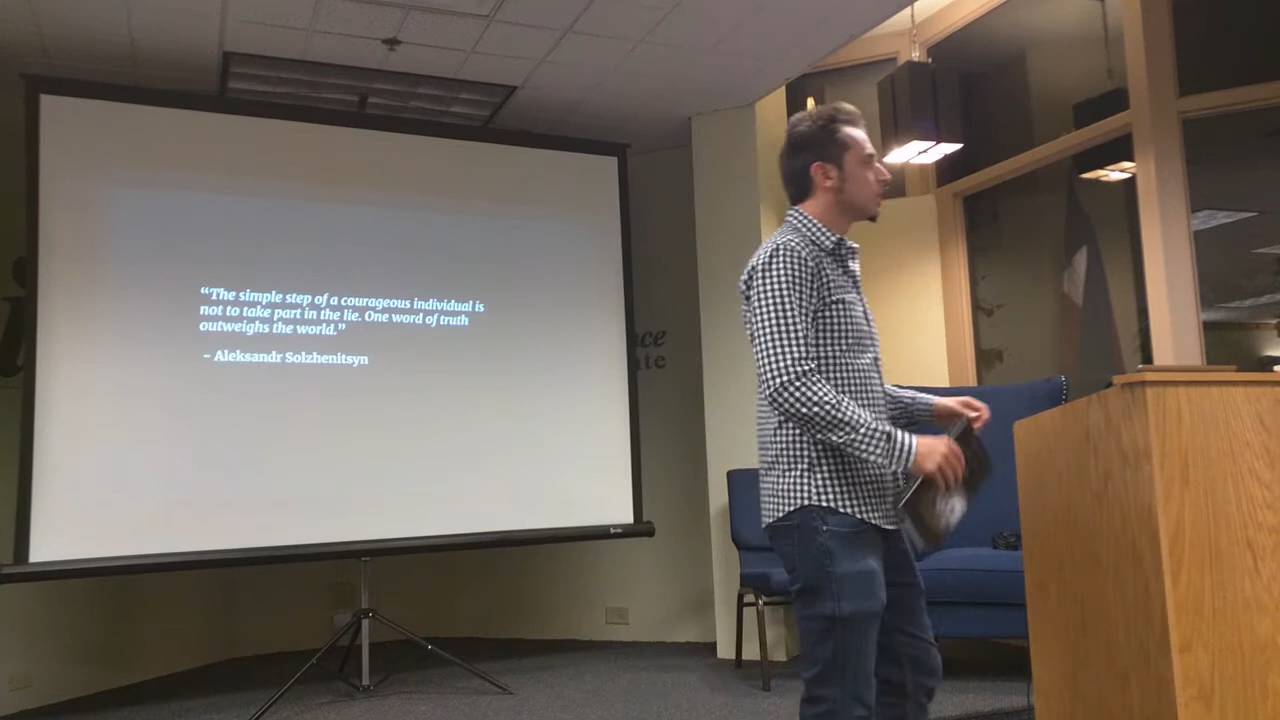 “The simple step of a courageous individual is
not to take part in the lie. One word of truth
outweighs the world.”
– Aleksandr Solzhenitsyn